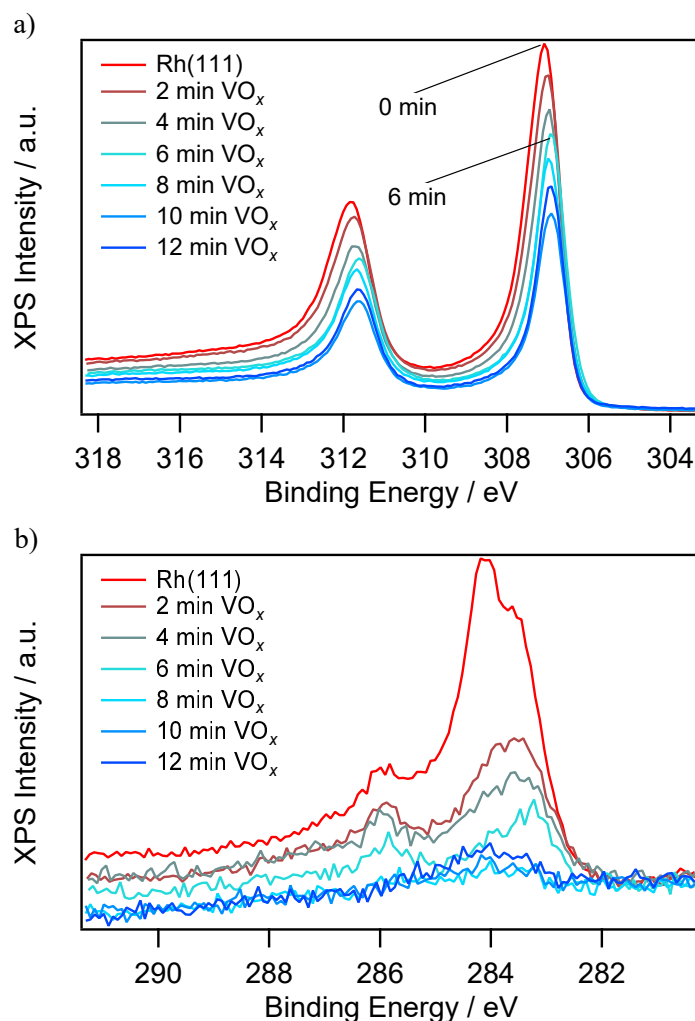 a)
XPS Intensity / a.u.
Rh(111)
2 min VOx
4 min VOx
6 min VOx
8 min VOx
10 min VOx
12 min VOx
0 min
6 min
318 316 314 312 310 308 306 304
Binding Energy / eV
b)
XPS Intensity / a.u.
Rh(111)
2 min VOx
4 min VOx
6 min VOx
8 min VOx
10 min VOx
12 min VOx
290 288 286 284 282
Binding Energy / eV